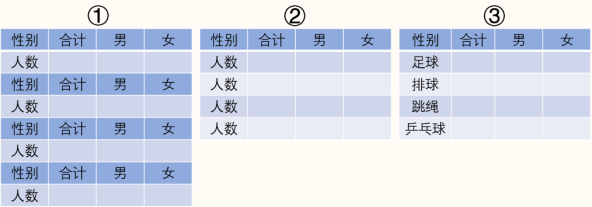 ①
性别 合计 男 女
人数
性别 合计 男 女
人数
性别 合计 男 女
人数
性别 合计 男 女
人数
②
性别 合计 男 女
人数
人数
人数
人数
③
性别 合计 男 女
足球
排球
跳绳
乒乓球